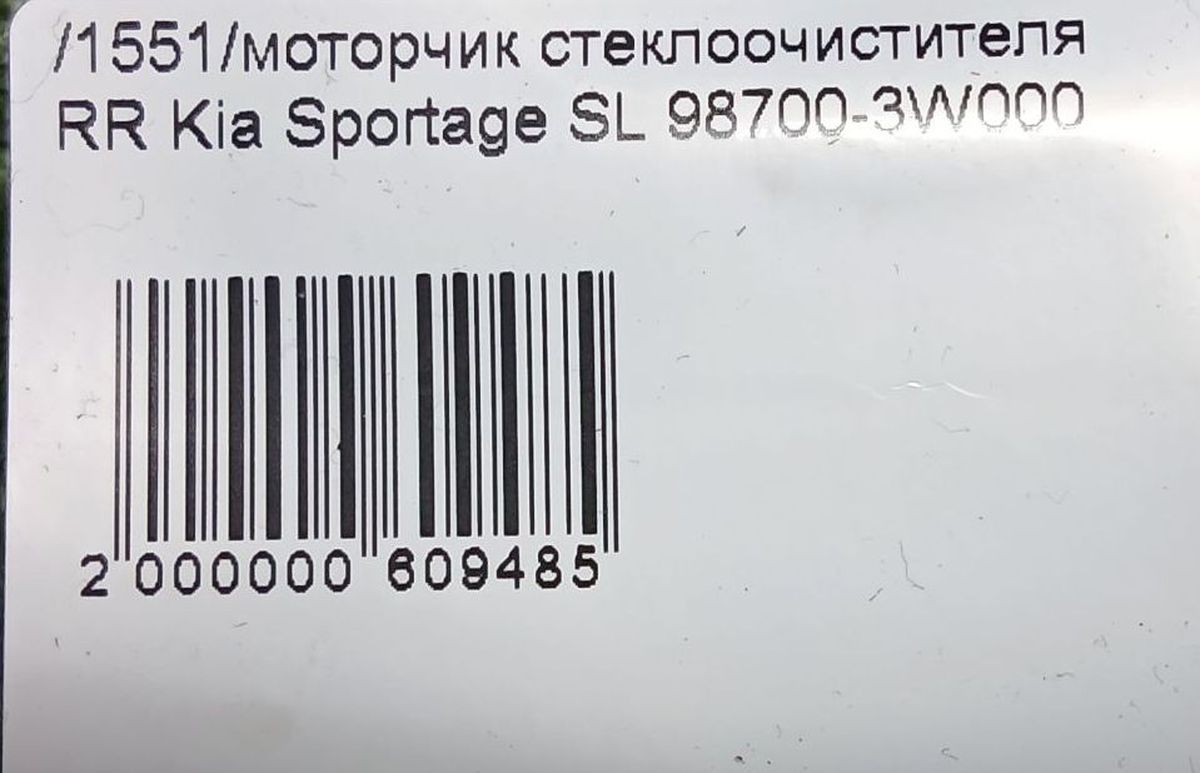 /1551/моторчик стеклоочистителя
RR Kia Sportage SL 98700-3W000
2 000000 609485